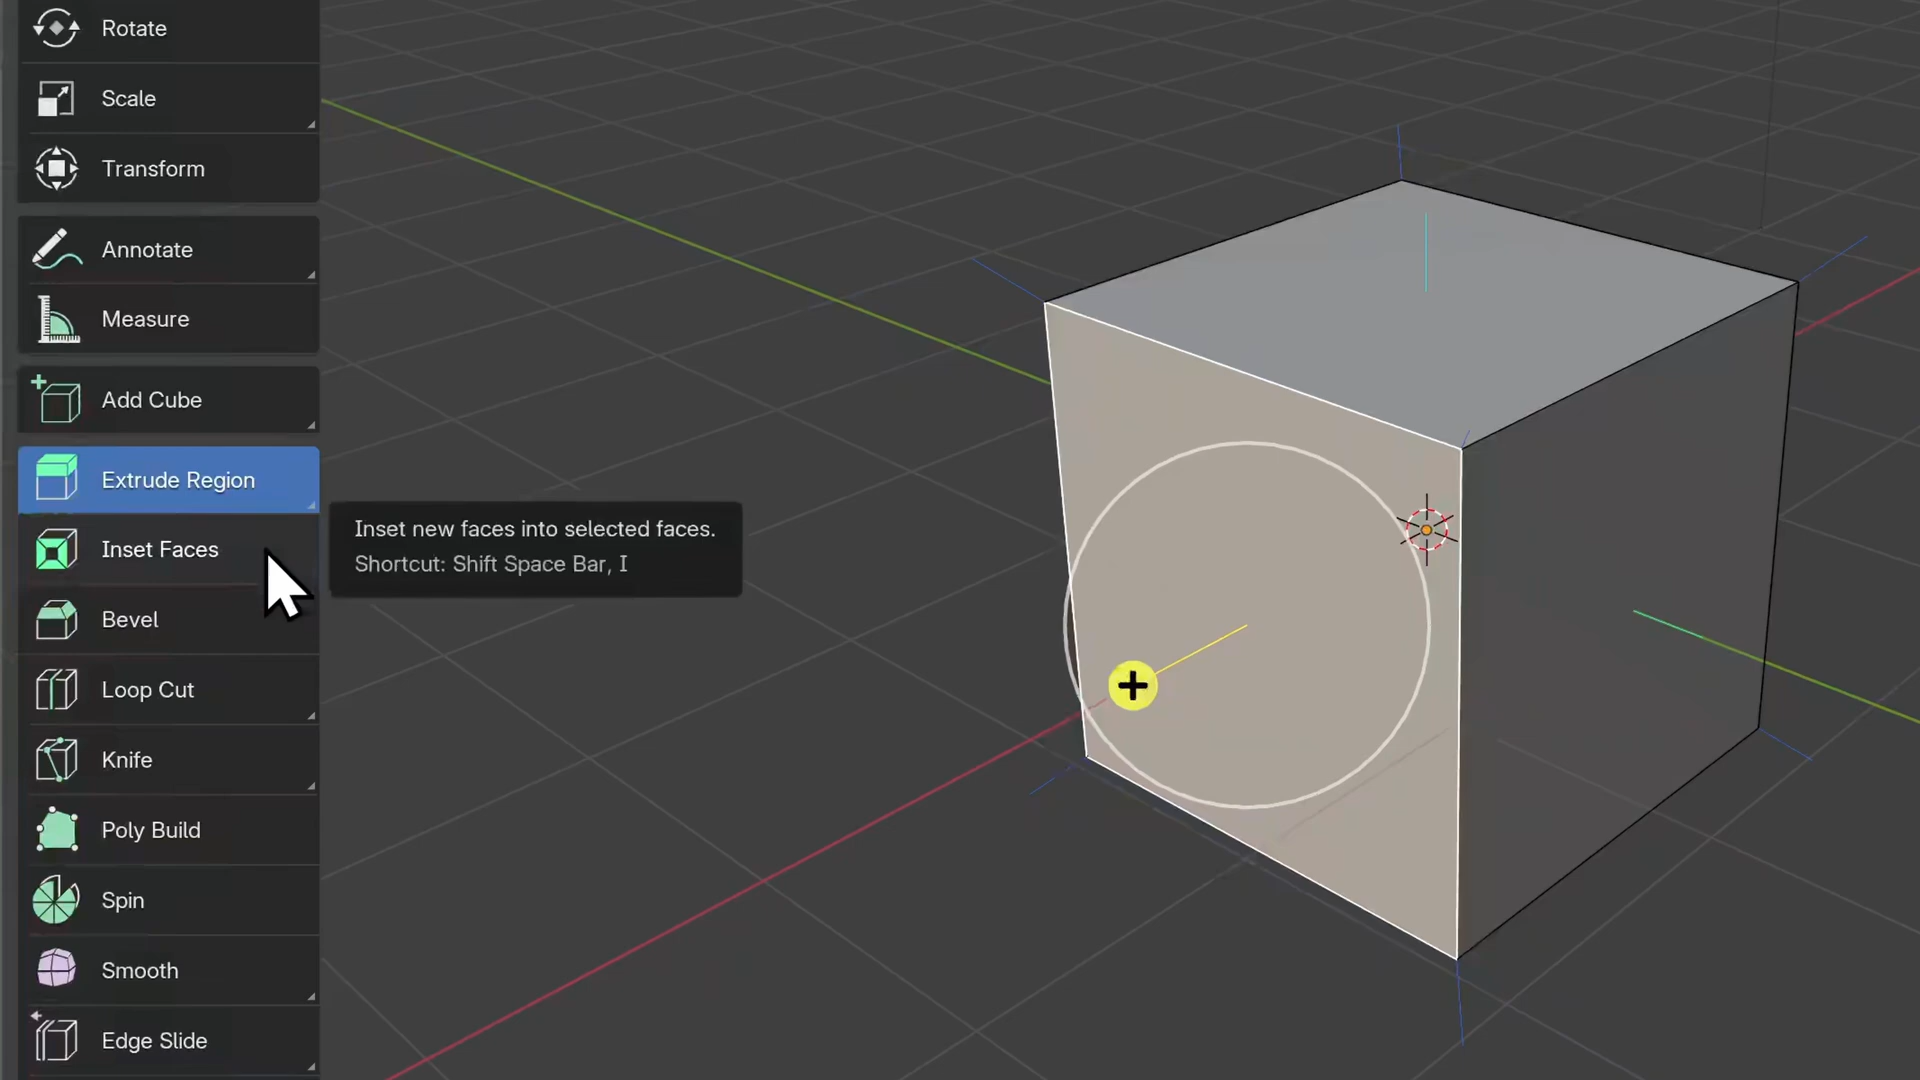 Rotate
Scale
Transform
Annotate
Measure
Add Cube
Extrude Region
Inset Faces
Inset new faces into selected faces.
Shortcut: Shift Space Bar, I
Bevel
Loop Cut
Knife
Poly Build
Spin
Smooth
Edge Slide